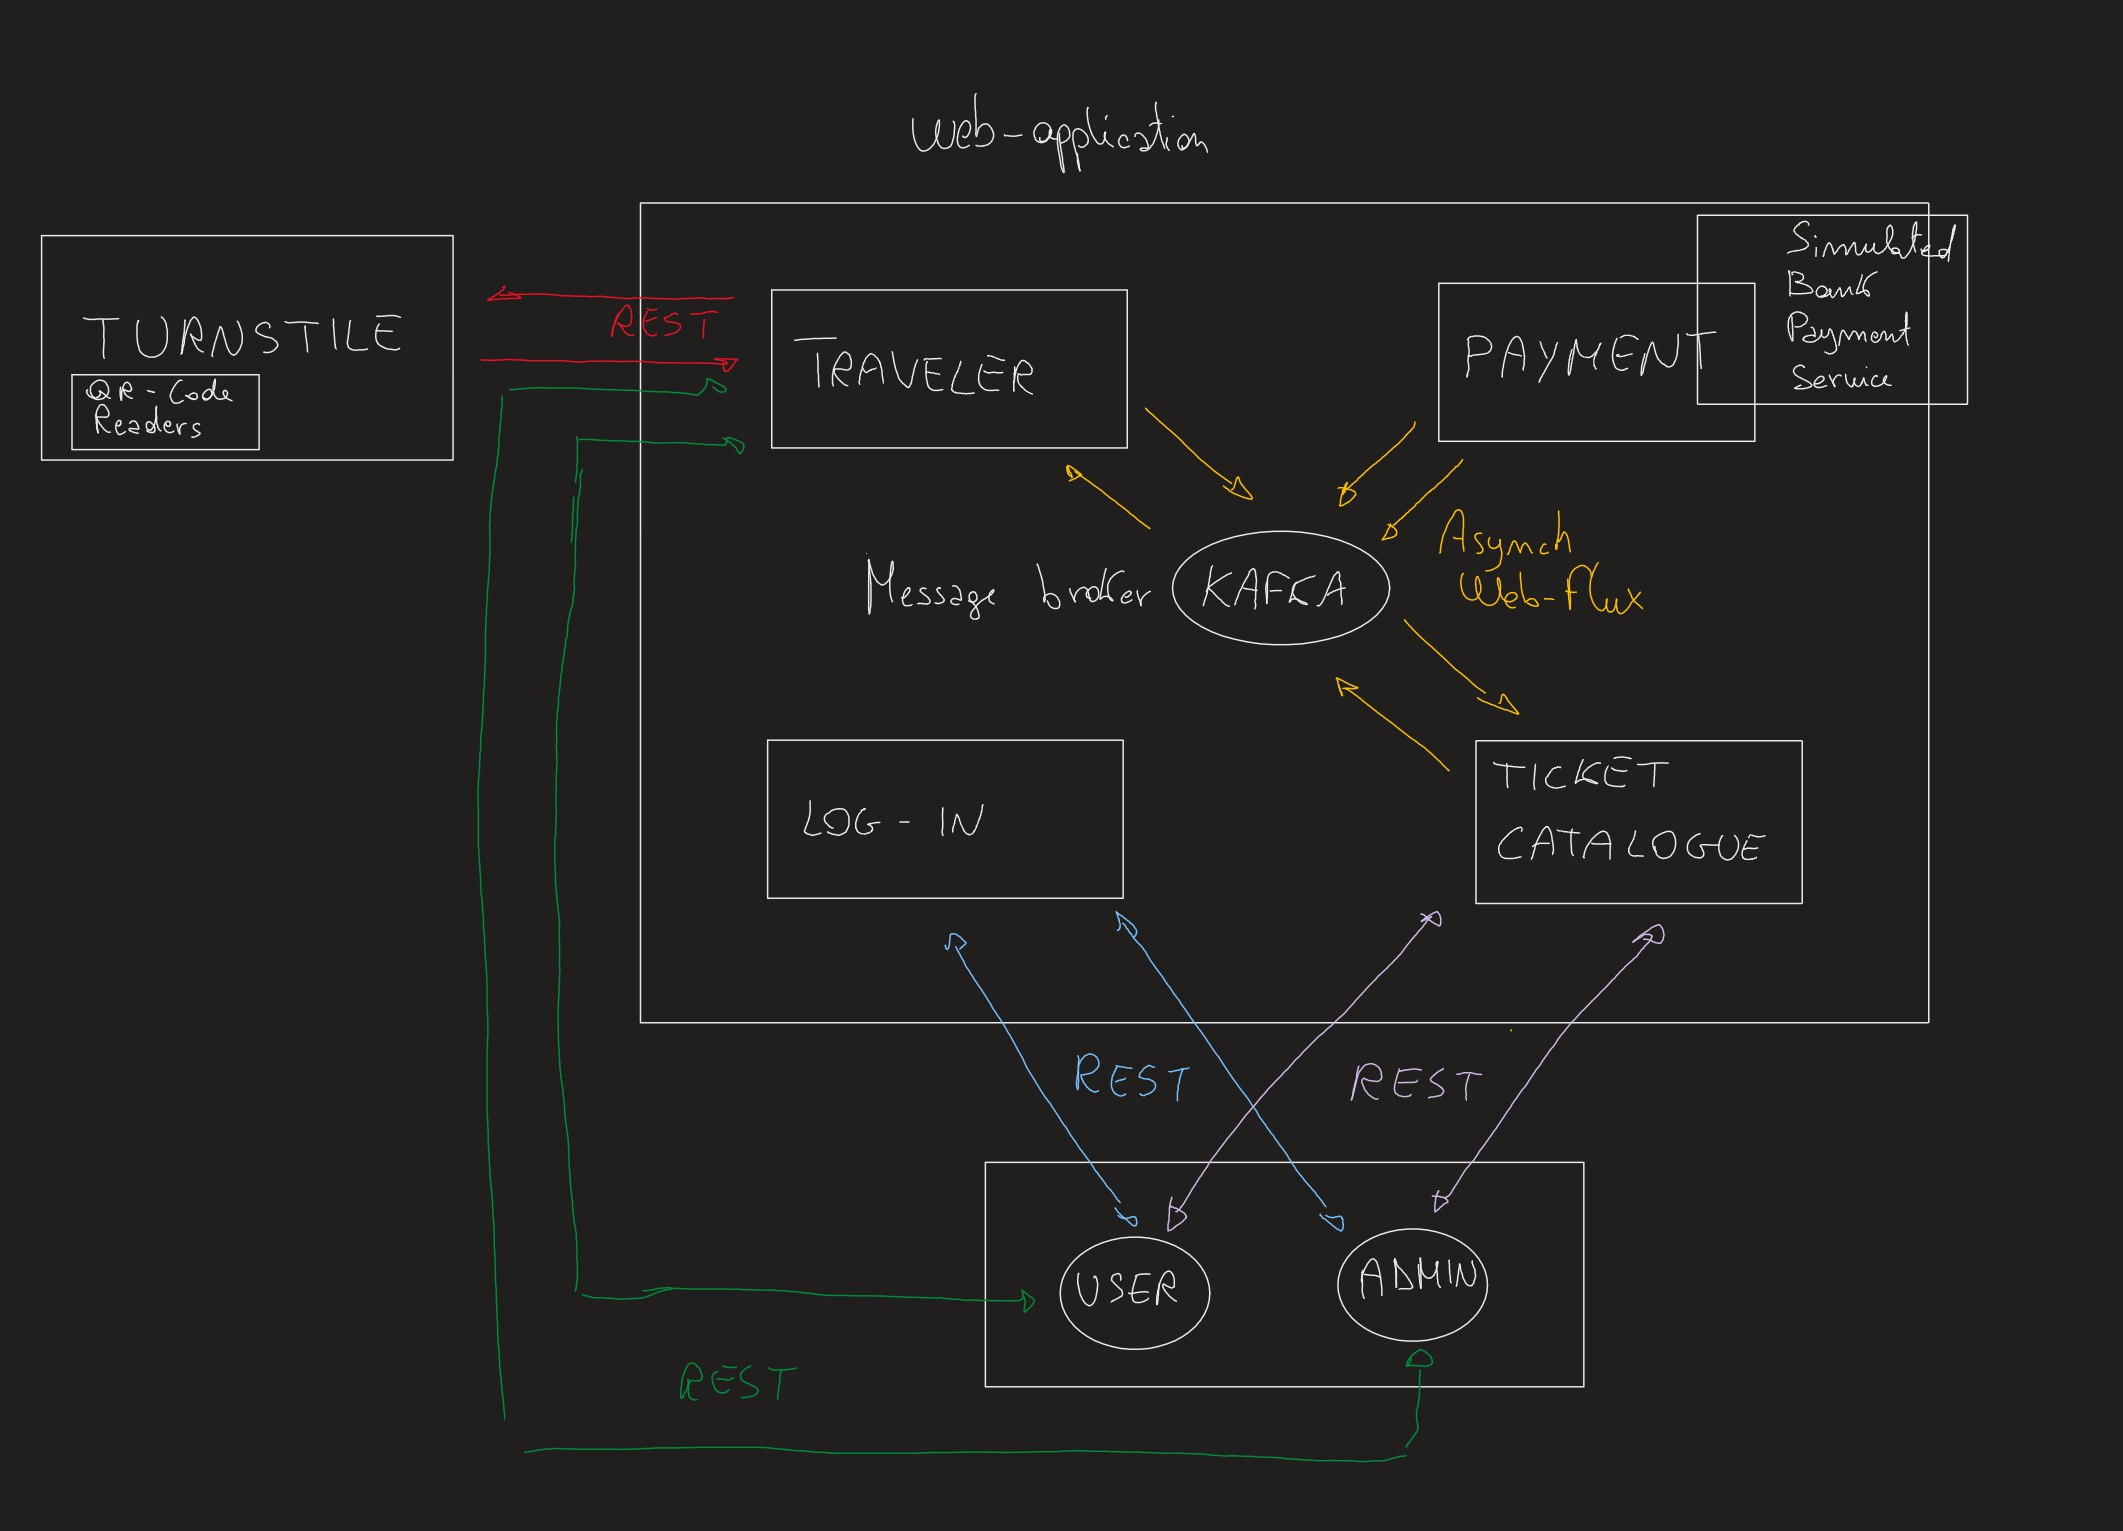 Web-application
TURNSTILE
QR-Code
Readers
REST
TRAVELER
PAYMENT
Simulated
Bank
Payment
Service
Message broker
KAFKA
Asynch
Web-flux
LOG-IN
TICKET
CATALOGUE
REST
REST
USER
ADMIN
REST